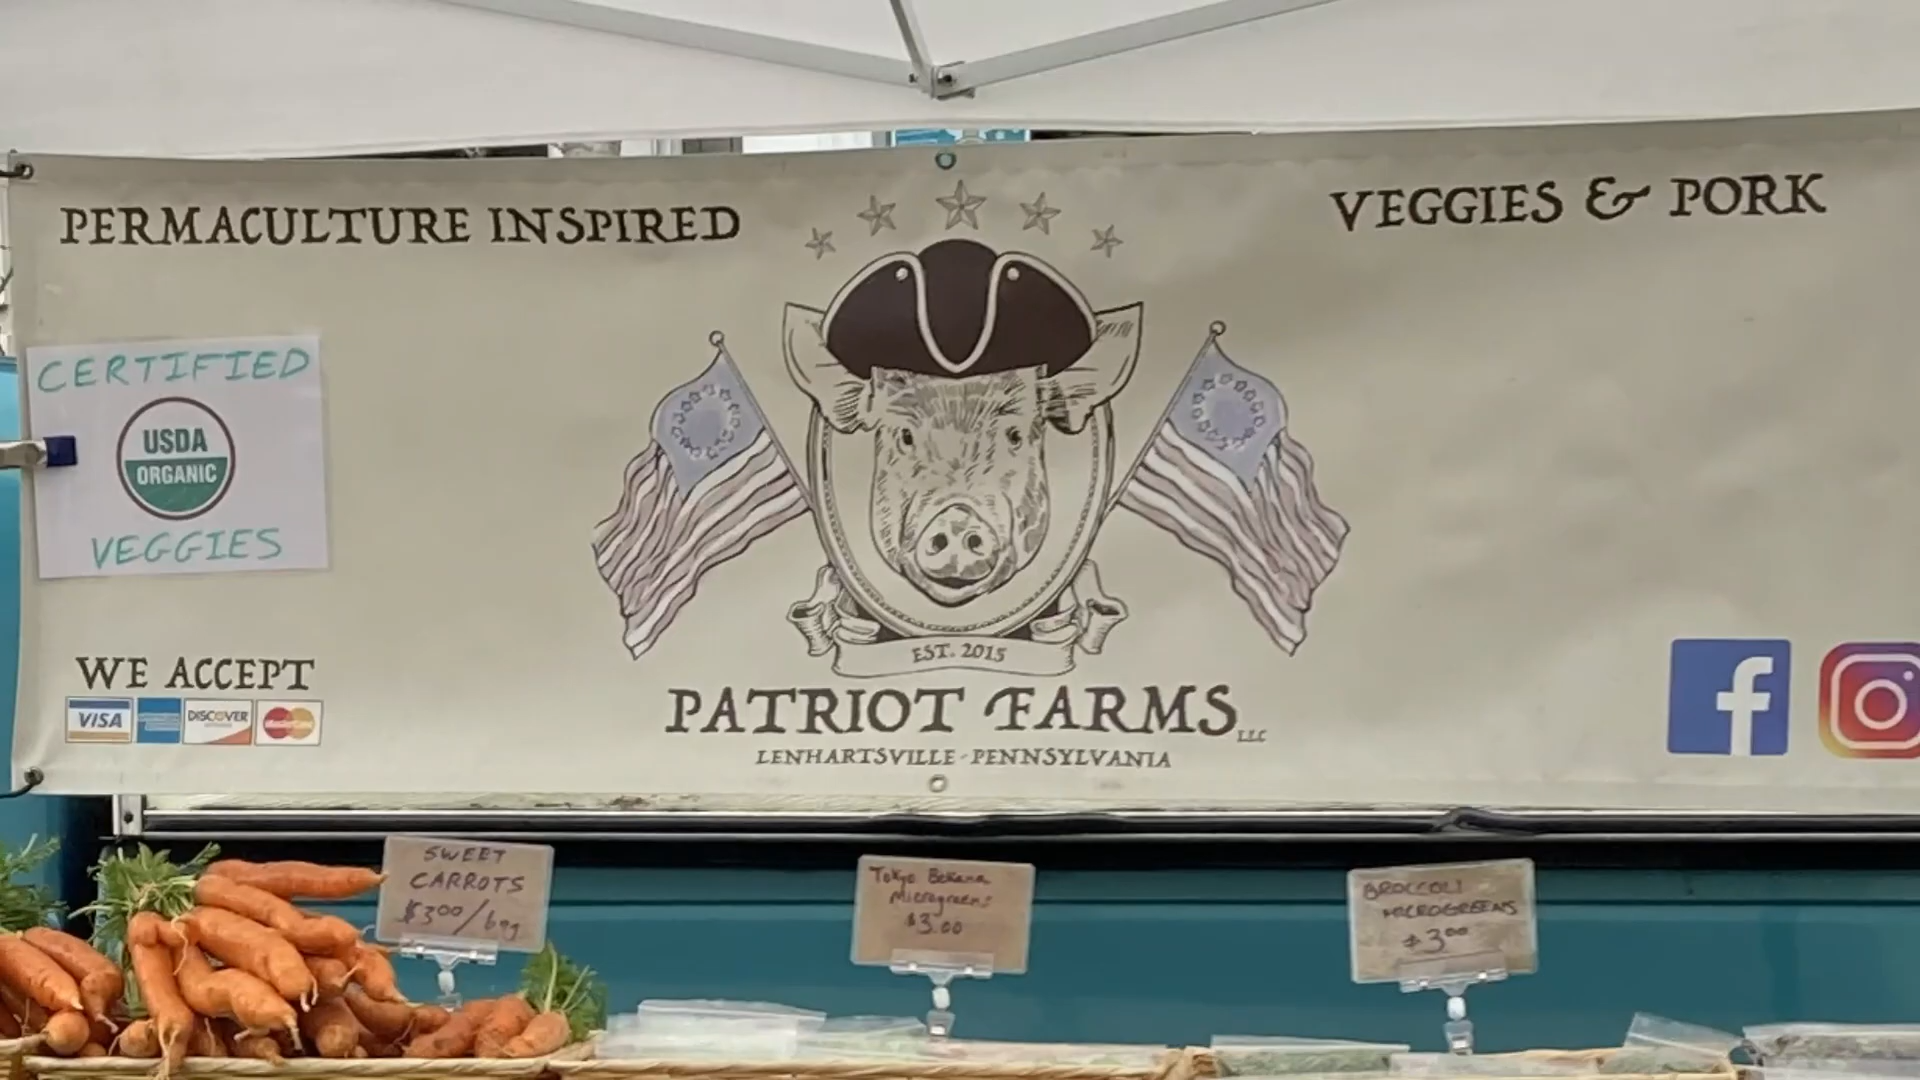 PERMACULTURE INSPIRED
VEGGIES & PORK
CERTIFIED
USDA
ORGANIC
VEGGIES
EST. 2015
WE ACCEPT
VISA
DISCOVER
MasterCard
PATRIOT FARMS LLC
LENHARTSVILLE - PENNSYLVANIA
SWEET
CARROTS
$3.00/bag
Tokyo Bekana
Microgreens
$3.00
BROCCOLI
MICROGREENS
$3.00